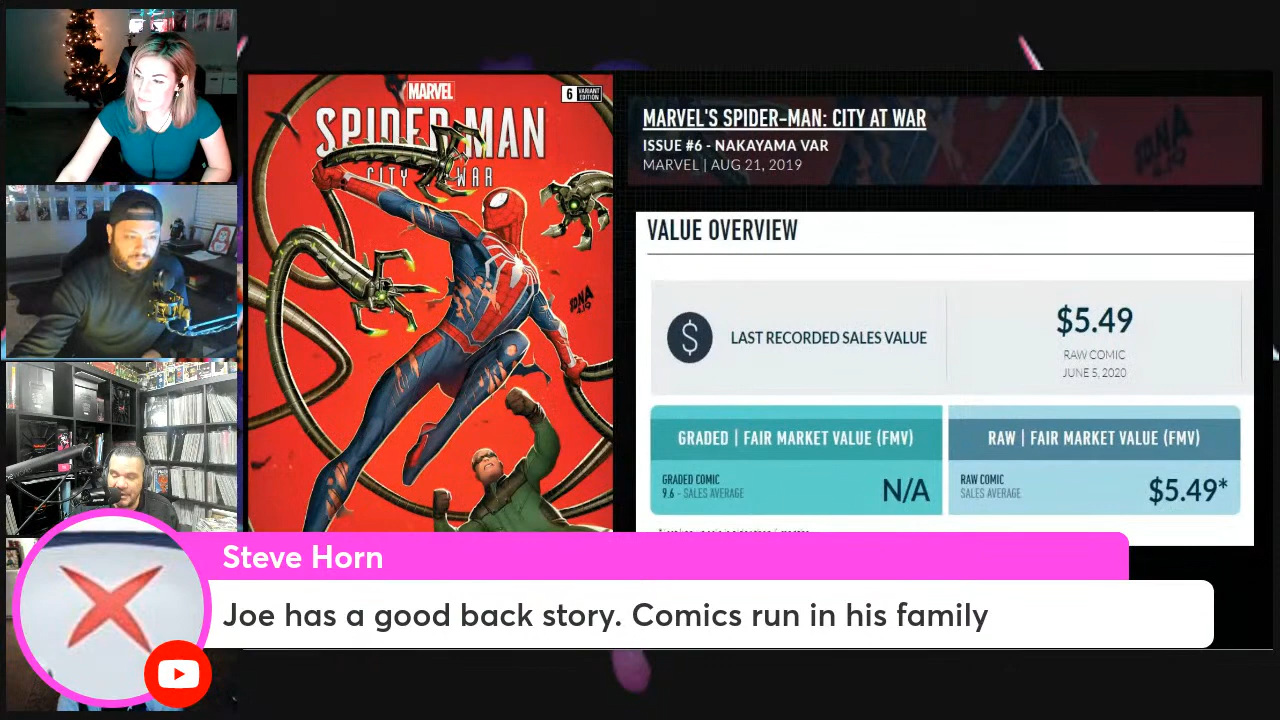 MARVEL
6 VARIANT
EDITION
SPIDER-MAN
CITY WAR
MARVEL'S SPIDER-MAN: CITY AT WAR
ISSUE #6 - NAKAYAMA VAR
MARVEL | AUG 21, 2019
VALUE OVERVIEW
$
LAST RECORDED SALES VALUE
$5.49
RAW COMIC
JUNE 5, 2020
GRADED | FAIR MARKET VALUE (FMV)
GRADED COMIC
9.6 - SALES AVERAGE
N/A
RAW | FAIR MARKET VALUE (FMV)
RAW COMIC
SALES AVERAGE
$5.49*
Steve Horn
Joe has a good back story. Comics run in his family